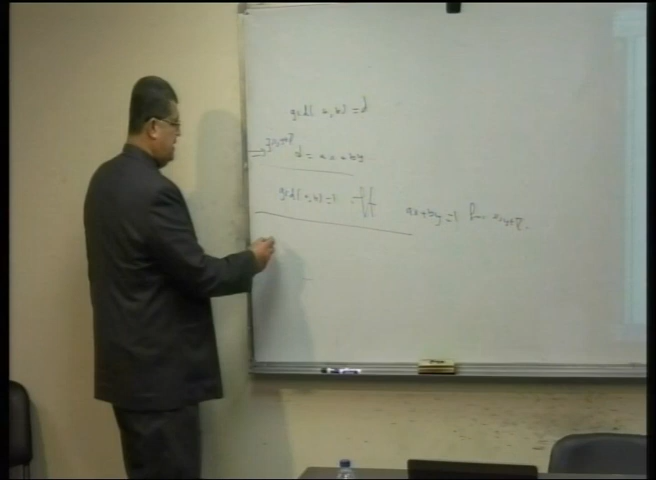 gcd(a,b)=d
⇒ ∃x,y∈Z d = ax+by
gcd(a,b)=1 iff ax+by=1 for x,y∈Z.